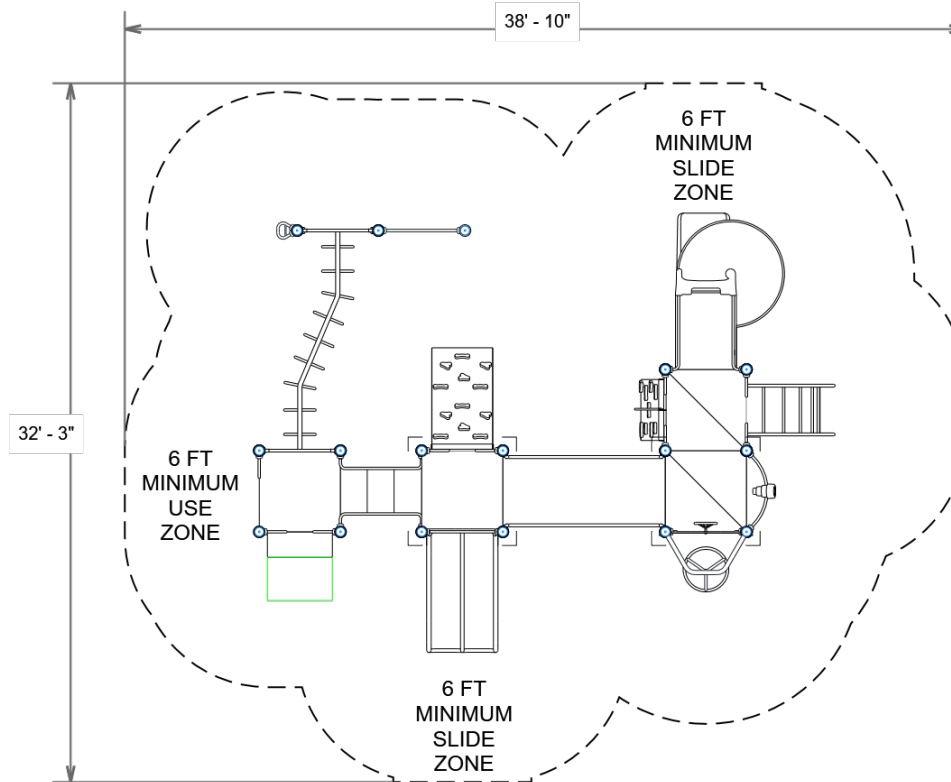 38' - 10"
6 FT
MINIMUM
SLIDE
ZONE
32' - 3"
6 FT
MINIMUM
USE
ZONE
6 FT
MINIMUM
SLIDE
ZONE